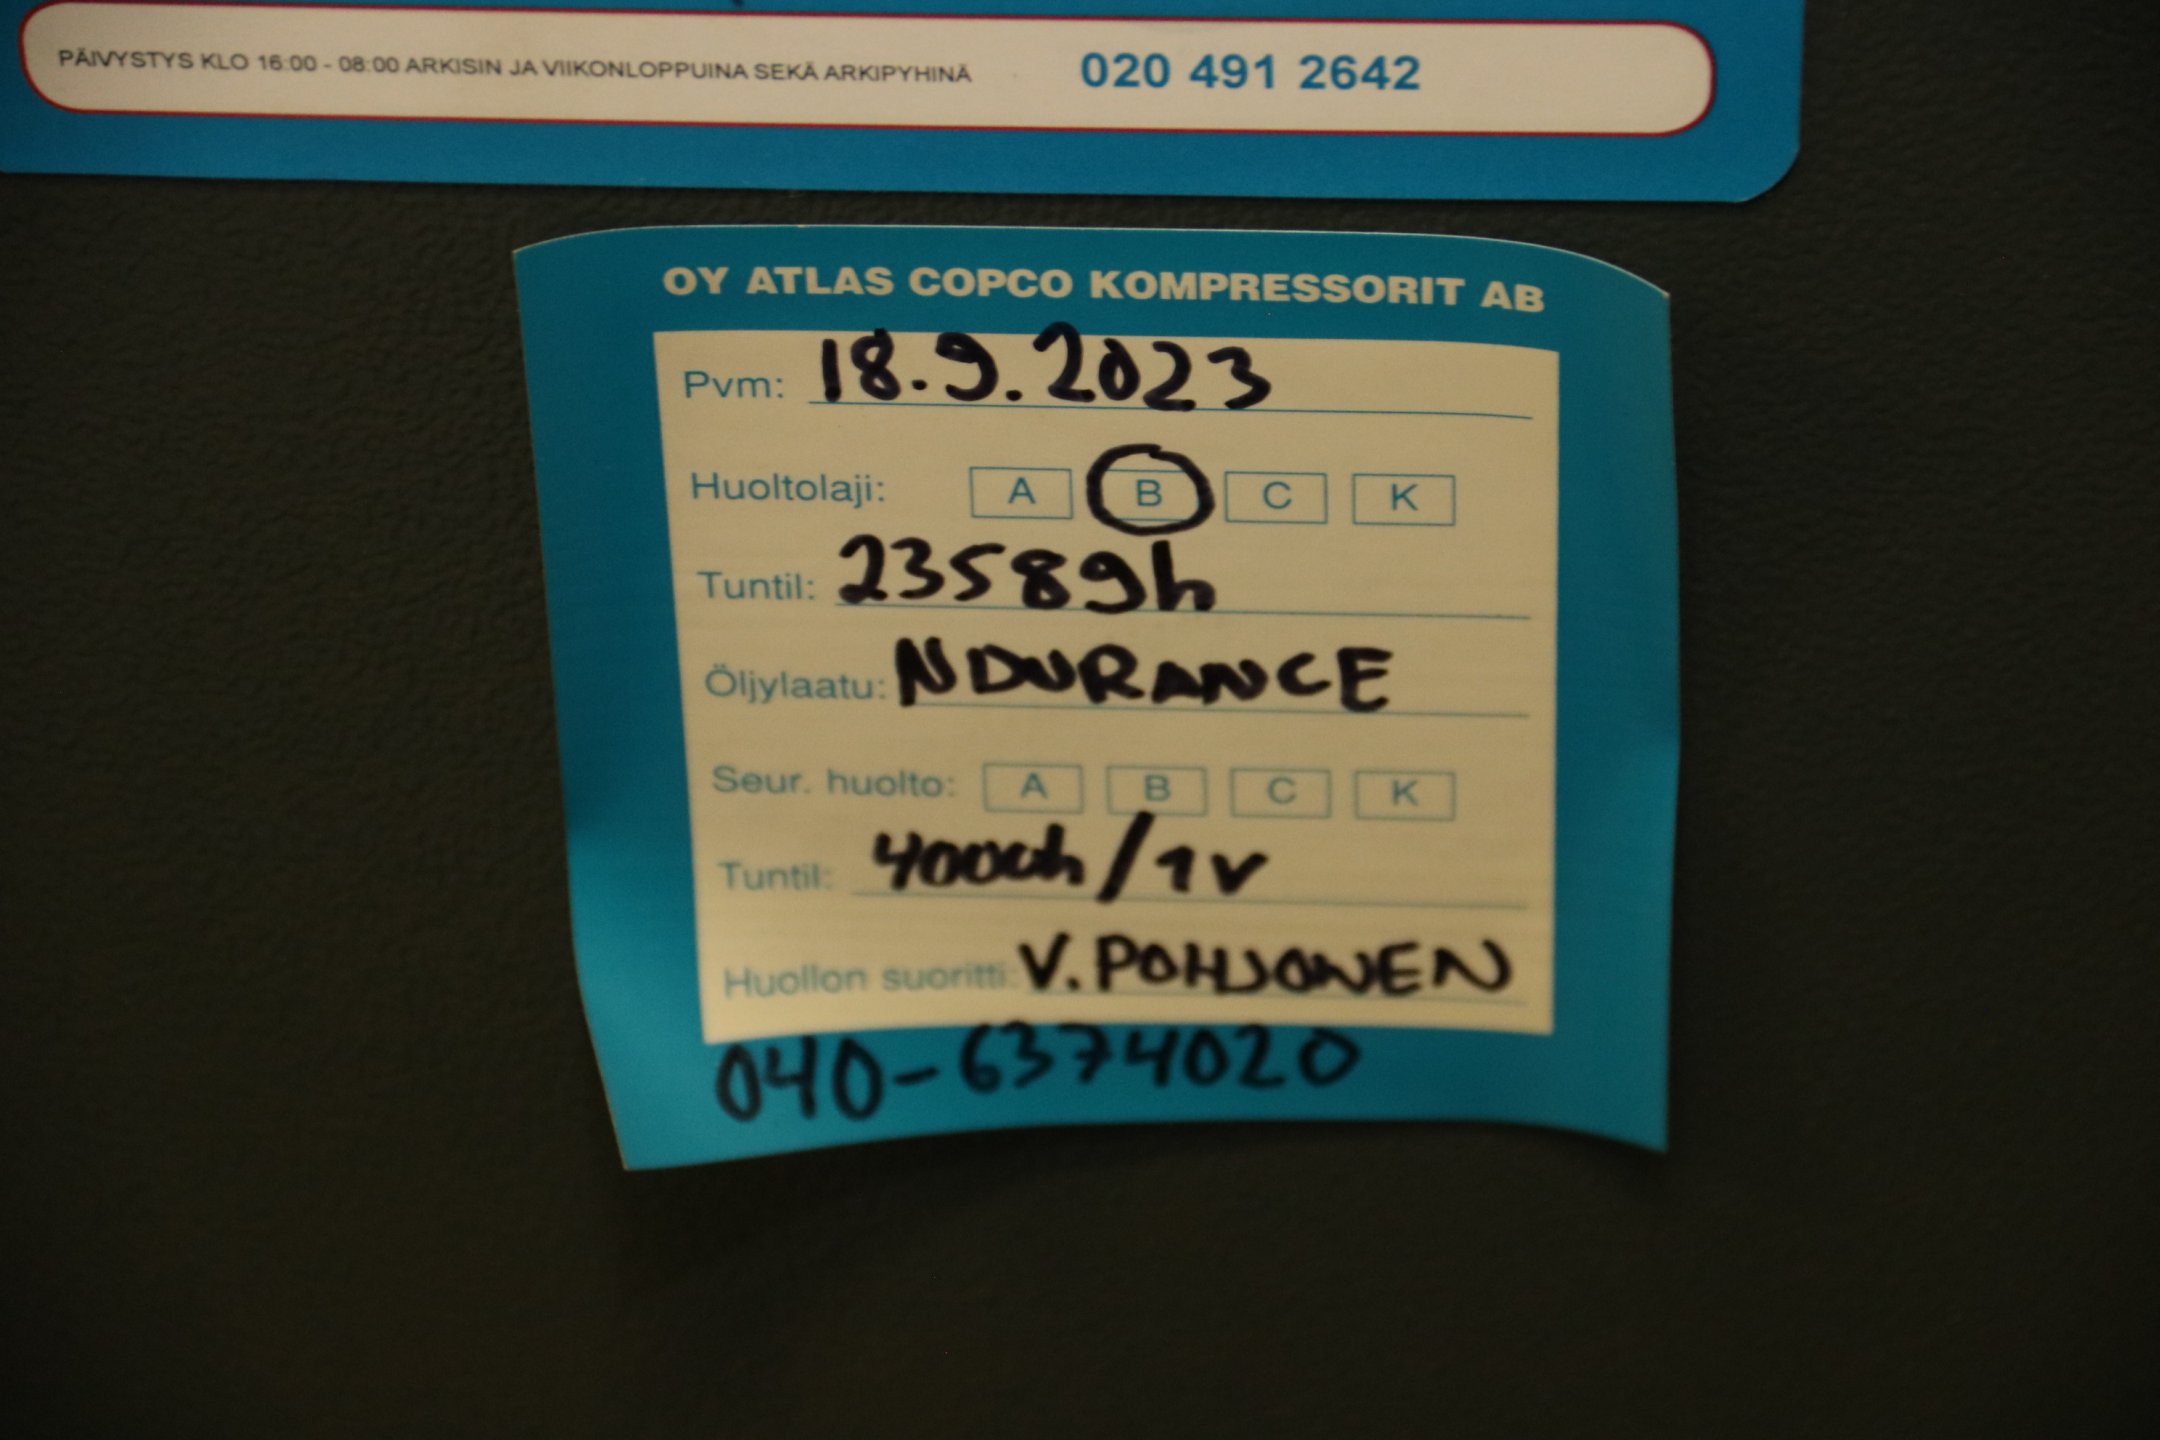 PÄIVYSTYS KLO 16:00 - 08:00 ARKISIN JA VIIKONLOPPUINA SEKÄ ARKIPYHINÄ 020 491 2642
OY ATLAS COPCO KOMPRESSORIT AB
Pvm: 18.9.2023
Huoltolaji: A B C K
Tuntil: 23589h
Öljylaatu: NDURANCE
Seur. huolto: A B C K
Tuntil: 4000h/1v
Huollon suoritti: V. POHJONEN
040-6374020